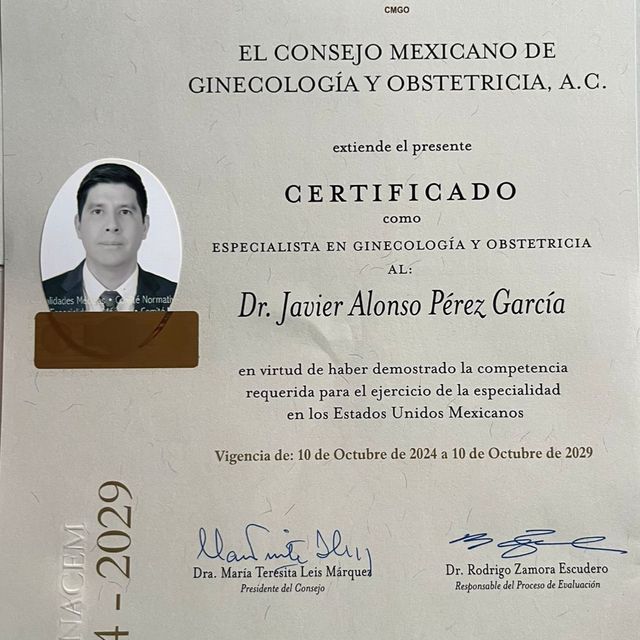 CMGO
EL CONSEJO MEXICANO DE
GINECOLOGÍA Y OBSTETRICIA, A.C.
extiende el presente
CERTIFICADO
como
ESPECIALISTA EN GINECOLOGÍA Y OBSTETRICIA
AL:
Dr. Javier Alonso Pérez García
en virtud de haber demostrado la competencia
requerida para el ejercicio de la especialidad
en los Estados Unidos Mexicanos
Vigencia de: 10 de Octubre de 2024 a 10 de Octubre de 2029
Dra. María Teresita Leis Márquez
Presidente del Consejo
Dr. Rodrigo Zamora Escudero
Responsable del Proceso de Evaluación
NACEM
4 - 2029